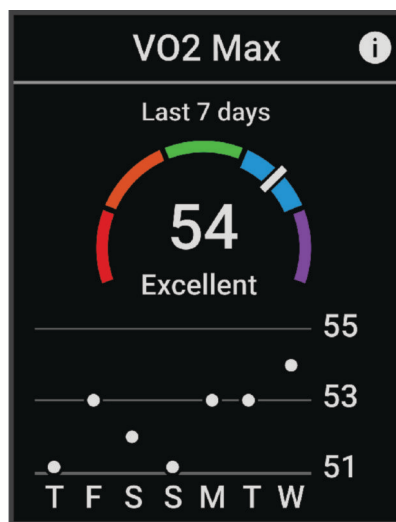 VO2 Max i
Last 7 days
54
Excellent
55
53
51
T F S S M T W